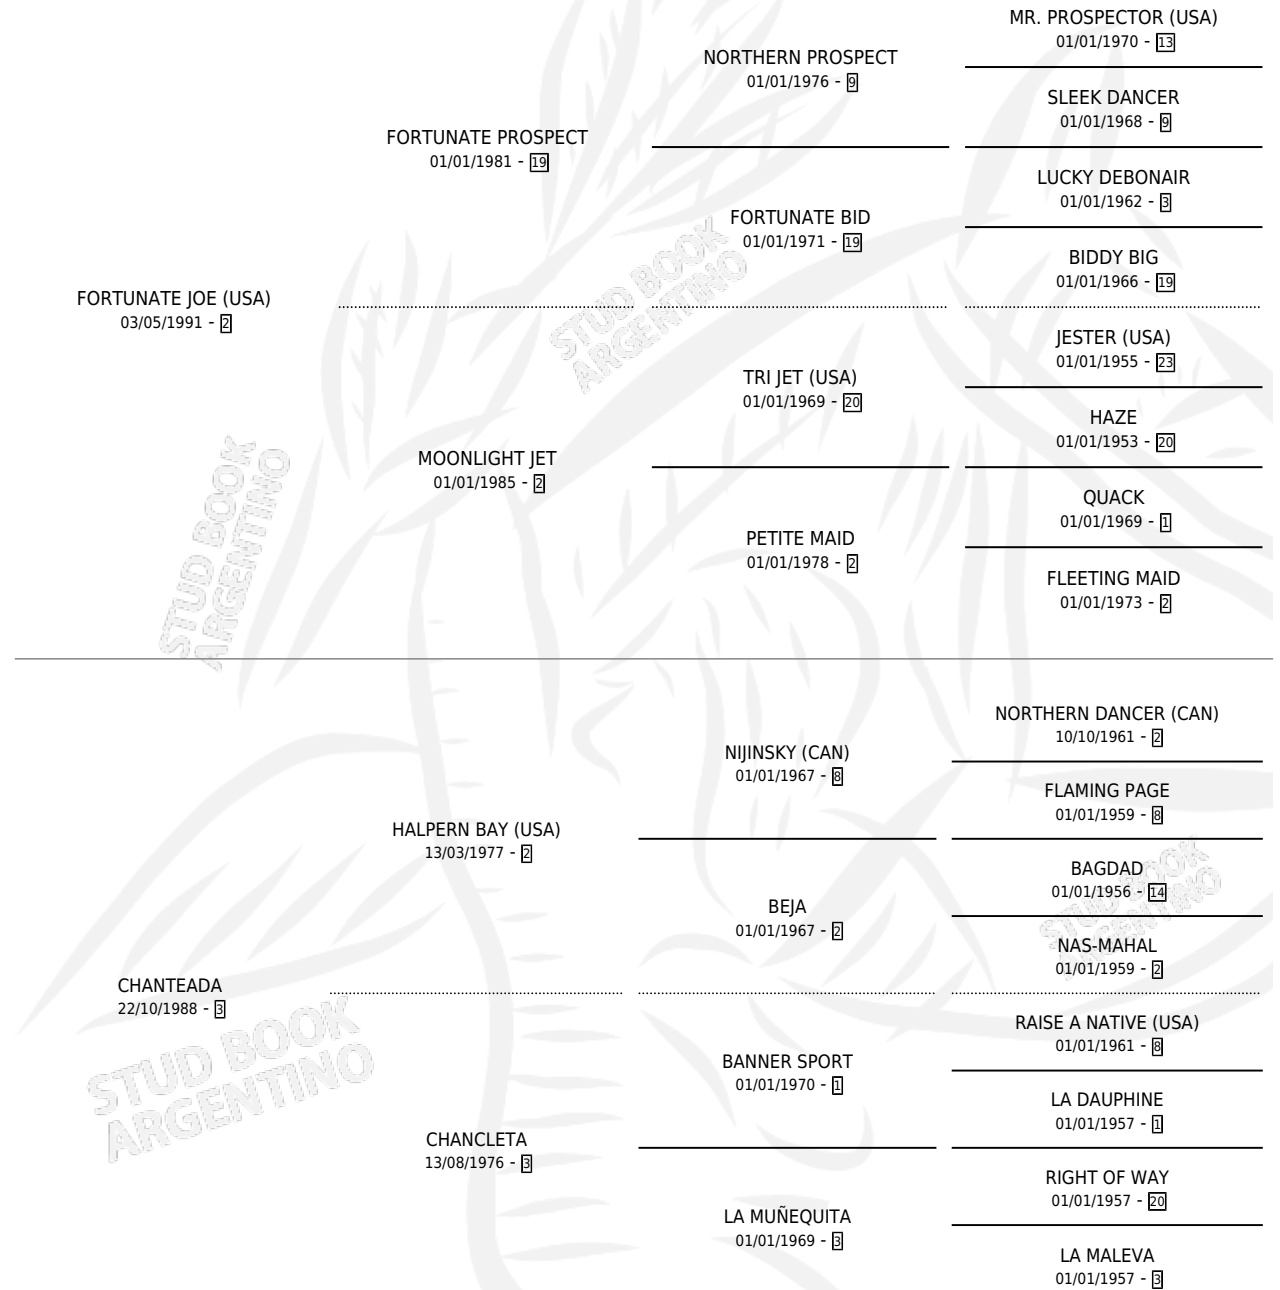 MR. PROSPECTOR (USA)
01/01/1970 - 13
NORTHERN PROSPECT
01/01/1976 - 9
SLEEK DANCER
01/01/1968 - 9
FORTUNATE PROSPECT
01/01/1981 - 19
LUCKY DEBONAIR
01/01/1962 - 3
FORTUNATE BID
01/01/1971 - 19
BIDDY BIG
01/01/1966 - 19
FORTUNATE JOE (USA)
03/05/1991 - 2
JESTER (USA)
01/01/1955 - 23
TRI JET (USA)
01/01/1969 - 20
HAZE
01/01/1953 - 20
MOONLIGHT JET
01/01/1985 - 2
QUACK
01/01/1969 - 1
PETITE MAID
01/01/1978 - 2
FLEETING MAID
01/01/1973 - 2
STUD BOOK
ARGENTINO
STUD BOOK
ARGENTINO
NORTHERN DANCER (CAN)
10/10/1961 - 2
NIJINSKY (CAN)
01/01/1967 - 8
FLAMING PAGE
01/01/1959 - 8
HALPERN BAY (USA)
13/03/1977 - 2
BAGDAD
01/01/1956 - 14
BEJA
01/01/1967 - 2
NAS-MAHAL
01/01/1959 - 2
CHANTEADA
22/10/1988 - 3
RAISE A NATIVE (USA)
01/01/1961 - 8
BANNER SPORT
01/01/1970 - 1
LA DAUPHINE
01/01/1957 - 1
CHANCLETA
13/08/1976 - 3
RIGHT OF WAY
01/01/1957 - 20
LA MUÑEQUITA
01/01/1969 - 3
LA MALEVA
01/01/1957 - 3
STUD BOOK
ARGENTINO
STUD BOOK
ARGENTINO